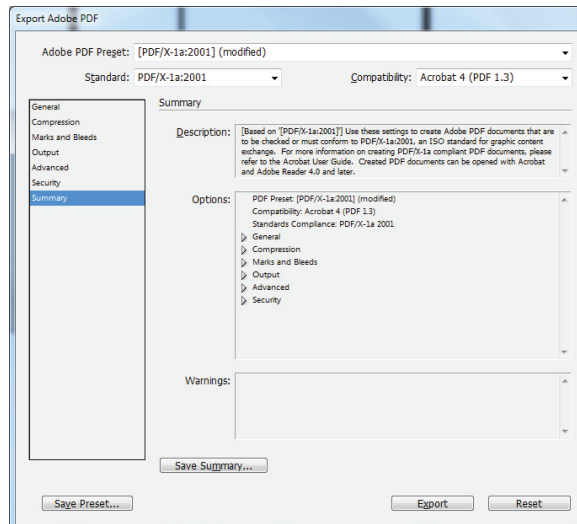 Export Adobe PDF
Adobe PDF Preset: [PDF/X-1a:2001] (modified)
Standard: PDF/X-1a:2001 Compatibility: Acrobat 4 (PDF 1.3)
General
Compression
Marks and Bleeds
Output
Advanced
Security
Summary
Summary
Description: [Based on '[PDF/X-1a:2001]'] Use these settings to create Adobe PDF documents that are
to be checked or must conform to PDF/X-1a:2001, an ISO standard for graphic content
exchange. For more information on creating PDF/X-1a compliant PDF documents, please
refer to the Acrobat User Guide. Created PDF documents can be opened with Acrobat
and Adobe Reader 4.0 and later.
Options: PDF Preset: [PDF/X-1a:2001] (modified)
Compatibility: Acrobat 4 (PDF 1.3)
Standards Compliance: PDF/X-1a 2001
General
Compression
Marks and Bleeds
Output
Advanced
Security
Warnings:
Save Summary...
Save Preset... Export Reset